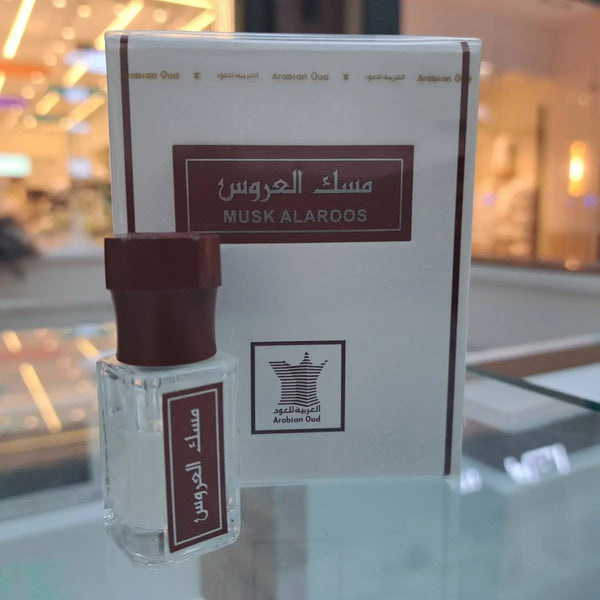 Arabian Oud العربية للعود Arabian Oud العربية للعود Arabian Oud
مسك العروس
MUSK ALAROOS
العربية للعود
Arabian Oud
مسك العروس